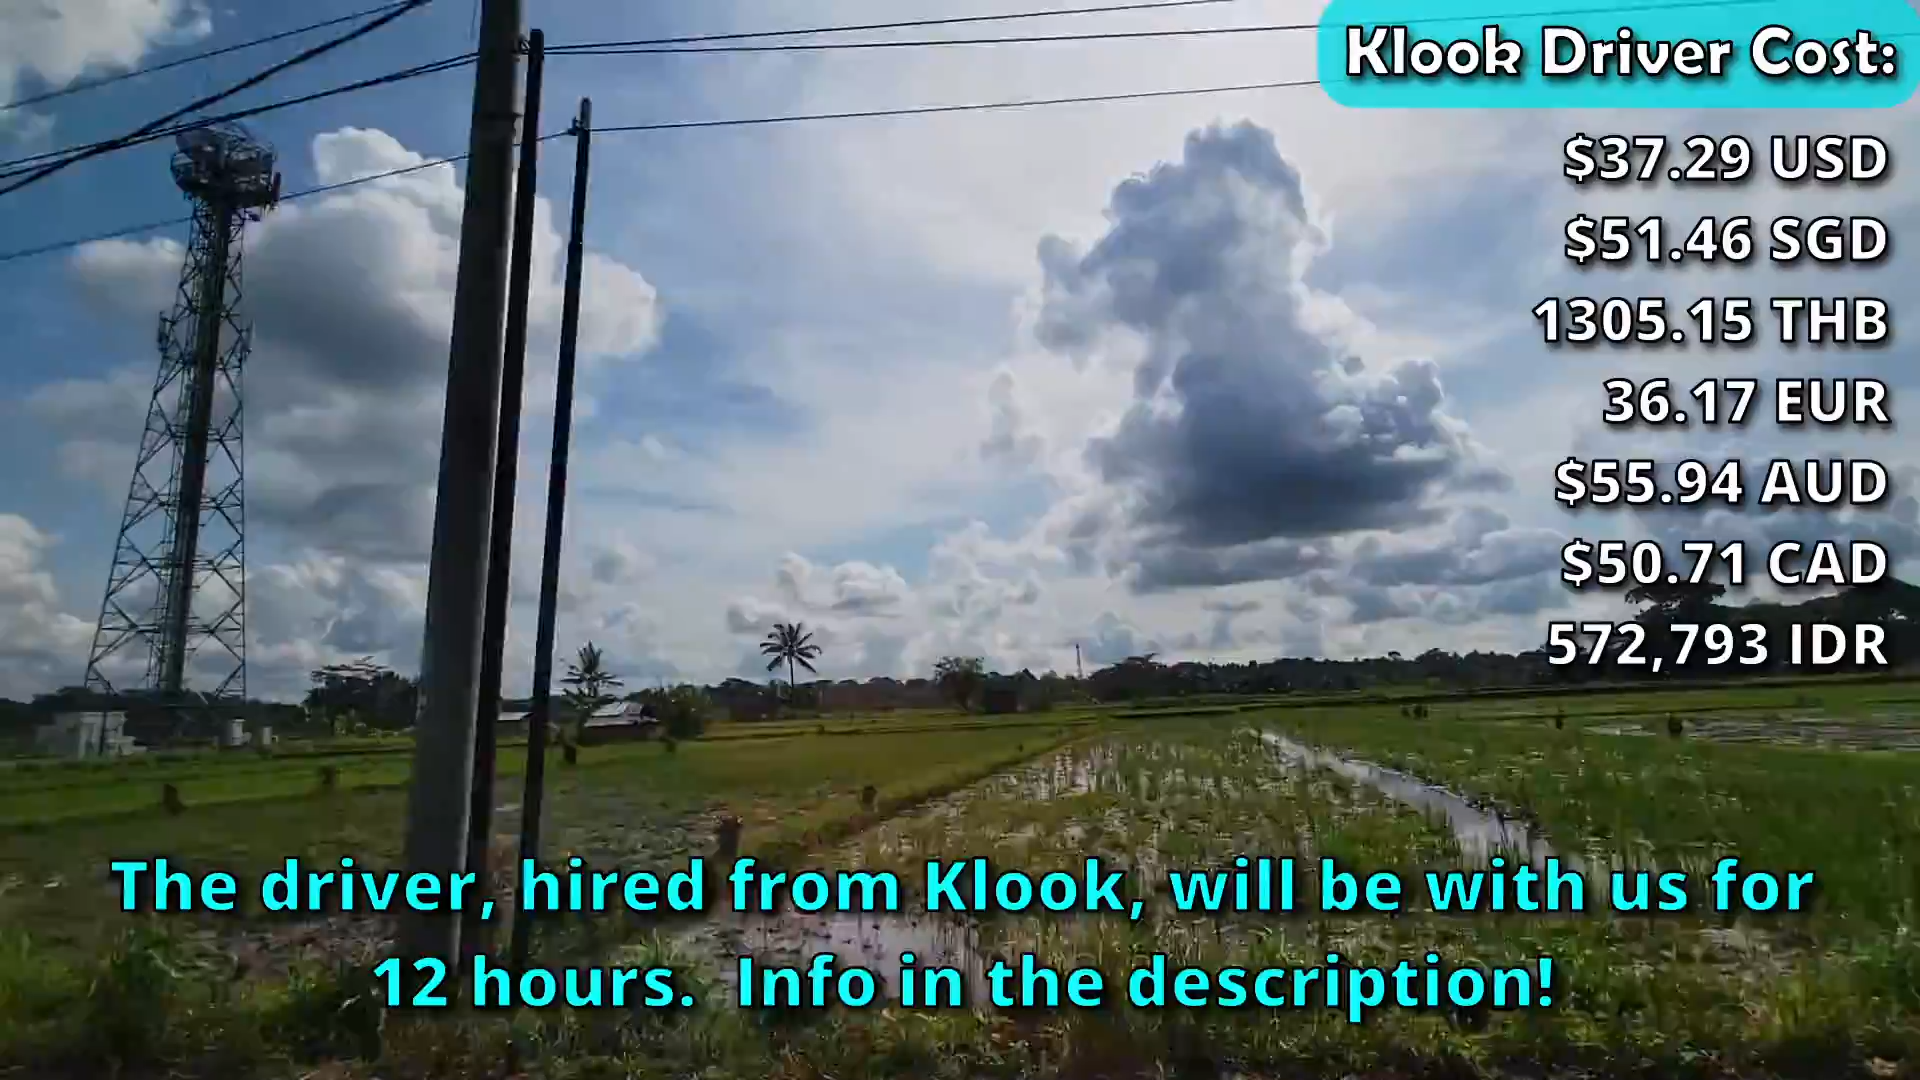 Klook Driver Cost:
$37.29 USD
$51.46 SGD
1305.15 THB
36.17 EUR
$55.94 AUD
$50.71 CAD
572,793 IDR
The driver, hired from Klook, will be with us for
12 hours.  Info in the description!